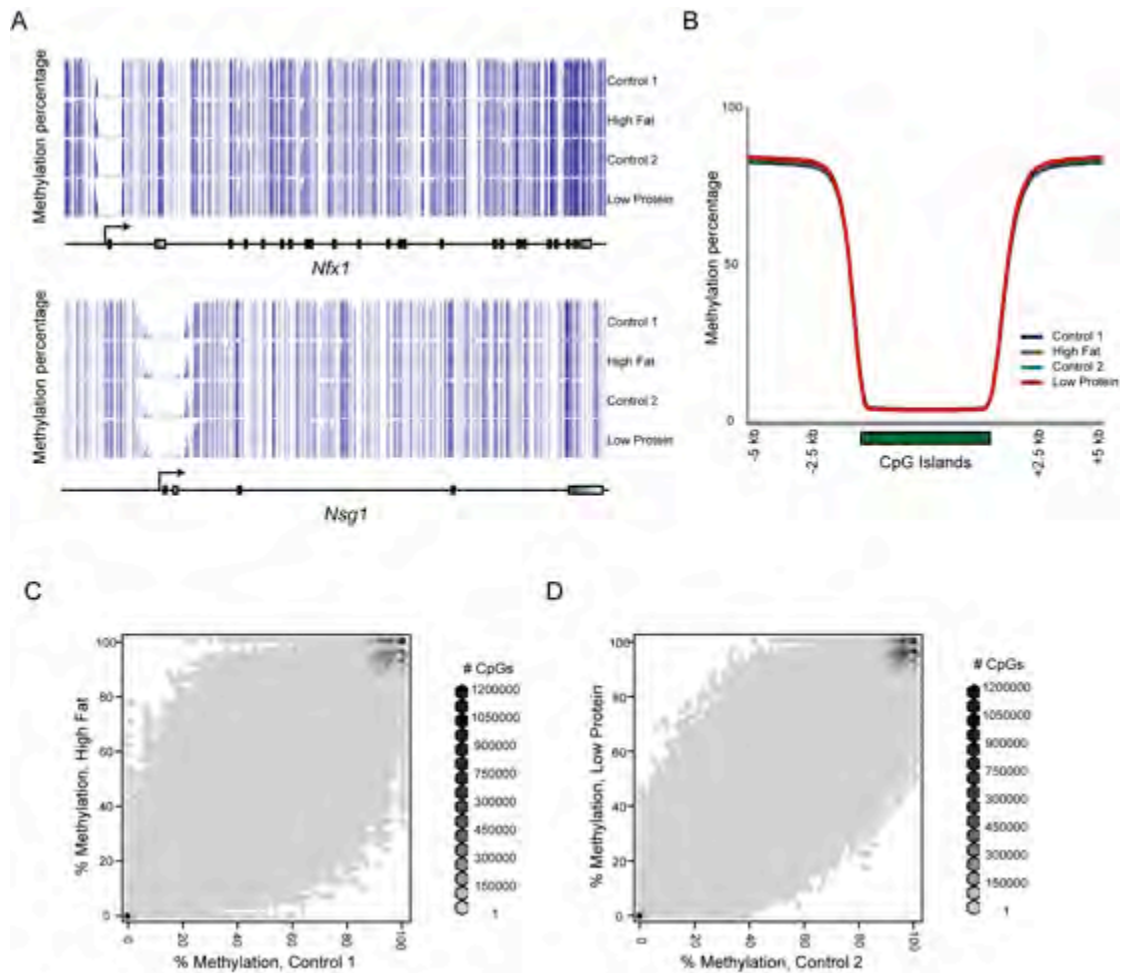 A
Methylation percentage
Control 1
High Fat
Control 2
Low Protein
Nfx1
Methylation percentage
Control 1
High Fat
Control 2
Low Protein
Nsg1
B
Methylation percentage
100
50
0
-5 kb
-2.5 kb
+2.5 kb
+5 kb
CpG Islands
Control 1
High Fat
Control 2
Low Protein
C
% Methylation, High Fat
100
80
60
40
20
0
0
20
40
60
80
100
% Methylation, Control 1
# CpGs
1200000
1050000
900000
750000
300000
450000
300000
150000
1
D
% Methylation, Low Protein
100
80
60
40
20
0
0
20
40
60
80
100
% Methylation, Control 2
# CpGs
1200000
1050000
900000
750000
300000
450000
300000
150000
1